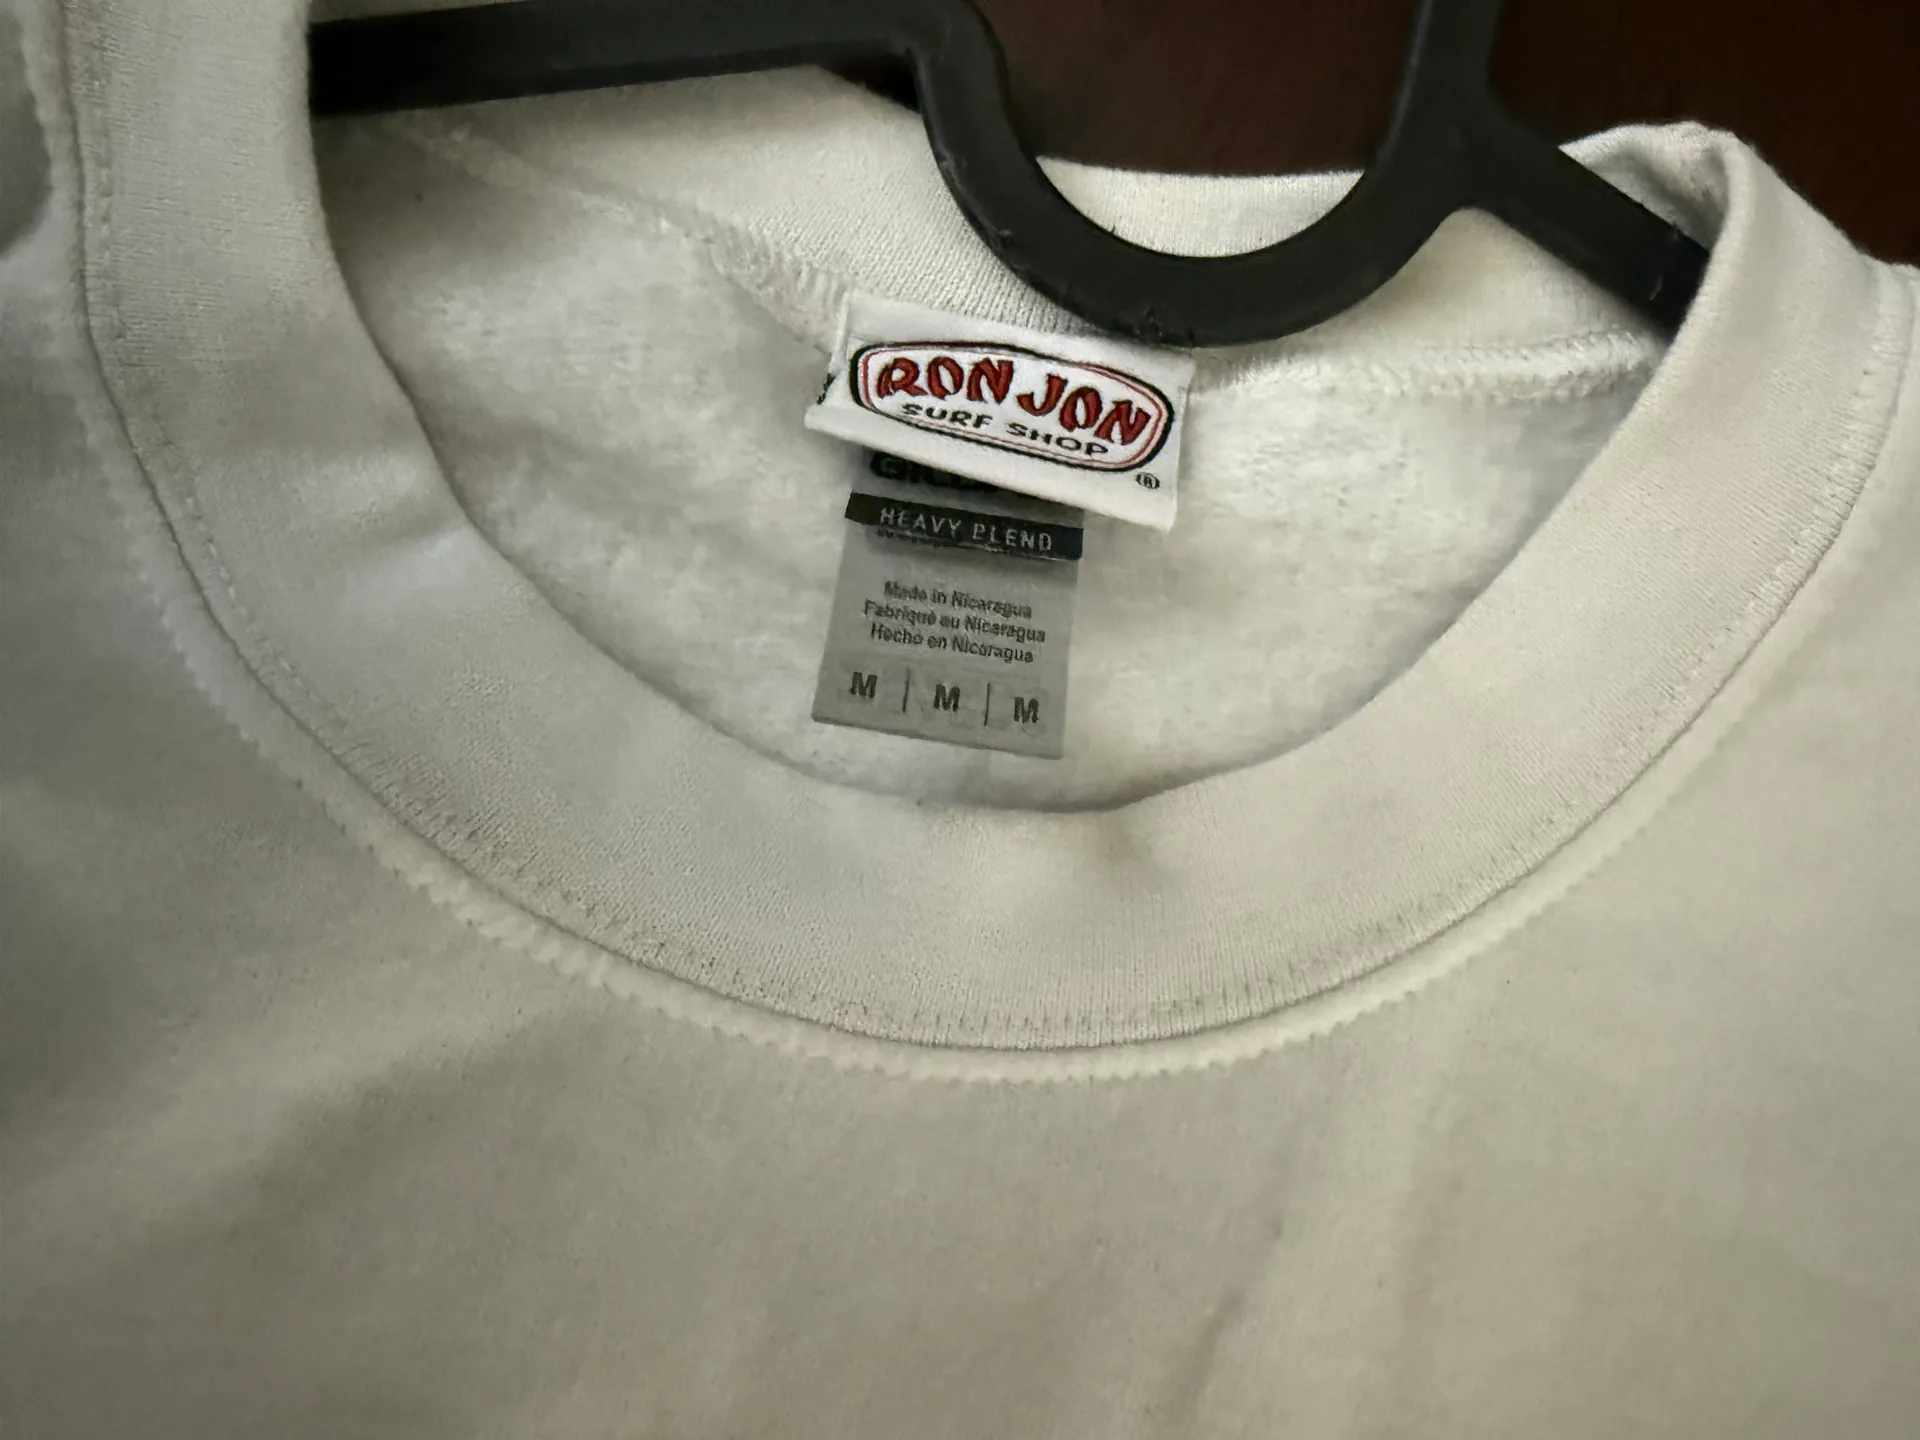 RON JON
SURF SHOP
®
HEAVY BLEND
Made in Nicaragua
Fabriqué au Nicaragua
Hecho en Nicaragua
M | M | M